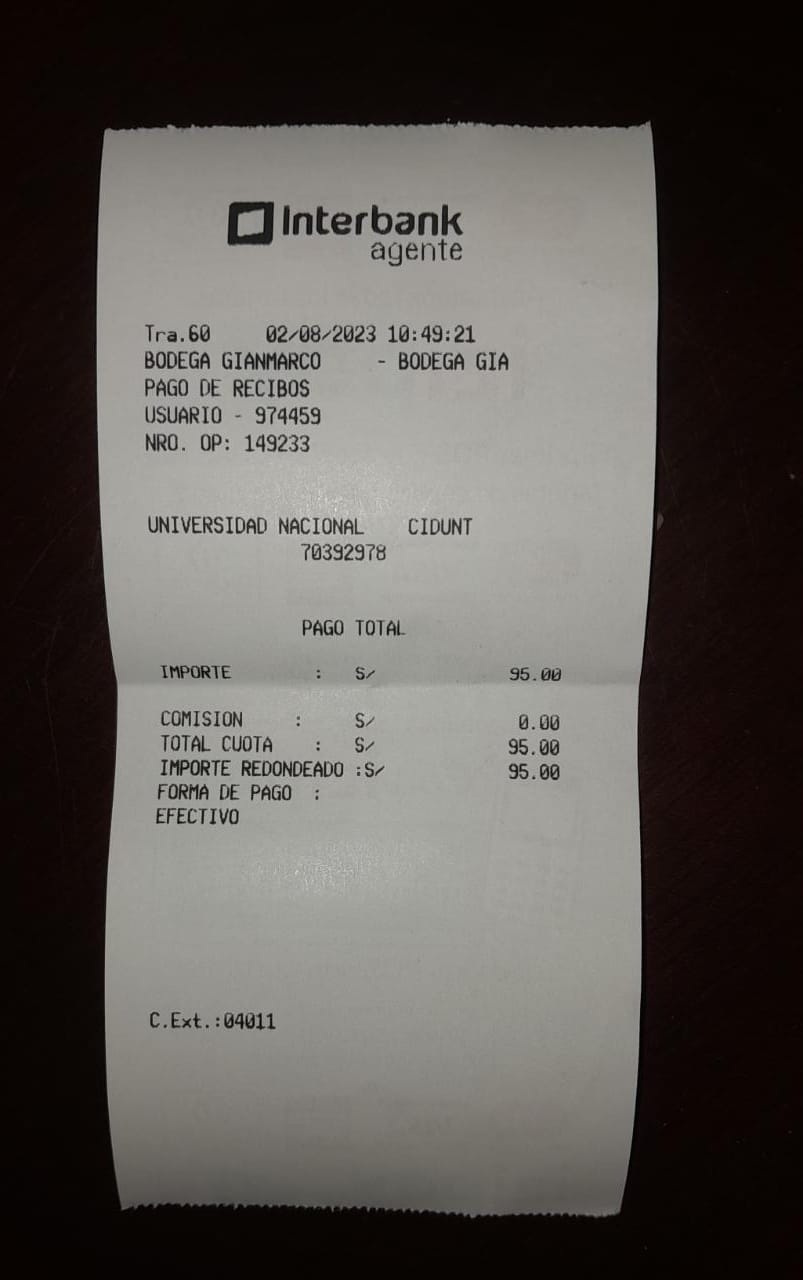 Interbank
agente
Tra.60 02/08/2023 10:49:21
BODEGA GIANMARCO - BODEGA GIA
PAGO DE RECIBOS
USUARIO - 974459
NRO. OP: 149233
UNIVERSIDAD NACIONAL CIDUNT
70392978
PAGO TOTAL
IMPORTE : S/ 95.00
COMISION : S/ 0.00
TOTAL CUOTA : S/ 95.00
IMPORTE REDONDEADO :S/ 95.00
FORMA DE PAGO :
EFECTIVO
C.Ext.:04011